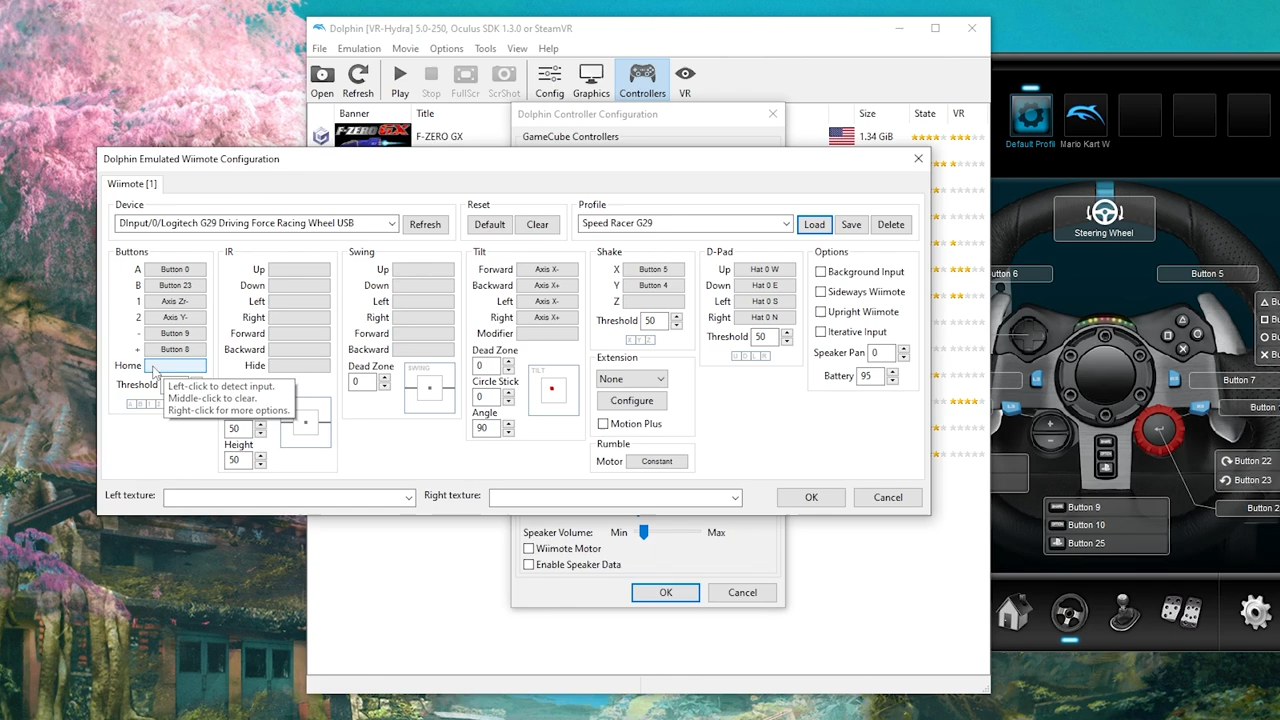 Dolphin [VR-Hydra] 5.0-250, Oculus SDK 1.3.0 or SteamVR
File Emulation Movie Options Tools View Help
Open Refresh Play Stop FullScr ScrShot Config Graphics Controllers VR
Banner Title Size State VR
Dolphin Controller Configuration
GameCube Controllers
F-ZERO GX F-ZERO GX 1.34 GiB
Default Profil Mario Kart W
Dolphin Emulated Wiimote Configuration
Wiimote [1]
Device
DInput/0/Logitech G29 Driving Force Racing Wheel USB
Refresh
Reset
Default Clear
Profile
Speed Racer G29
Load Save Delete
Buttons
A Button 0
B Button 23
1 Axis Zr-
2 Axis Y-
- Button 9
+ Button 8
Home
Threshold
Left-click to detect input.
Middle-click to clear.
Right-click for more options.
IR
Up
Down
Left
Right
Forward
Backward
Hide
50
Height
50
Swing
Up
Down
Left
Right
Forward
Backward
Dead Zone
0
SWING
Tilt
Forward Axis X-
Backward Axis X+
Left Axis X-
Right Axis X+
Modifier
Dead Zone
0
Circle Stick
0
Angle
90
TILT
Shake
X Button 5
Y Button 4
Z
Threshold 50
X Y Z
Extension
None
Configure
Motion Plus
Rumble
Motor Constant
D-Pad
Up Hat 0 W
Down Hat 0 E
Left Hat 0 S
Right Hat 0 N
Threshold 50
U D L R
Options
Background Input
Sideways Wiimote
Upright Wiimote
Iterative Input
Speaker Pan 0
Battery 95
Left texture:
Right texture:
OK Cancel
Speaker Volume: Min Max
Wiimote Motor
Enable Speaker Data
OK Cancel
Steering Wheel
Button 5
Button 7
Button 22
Button 23
Button 9
Button 10
Button 25